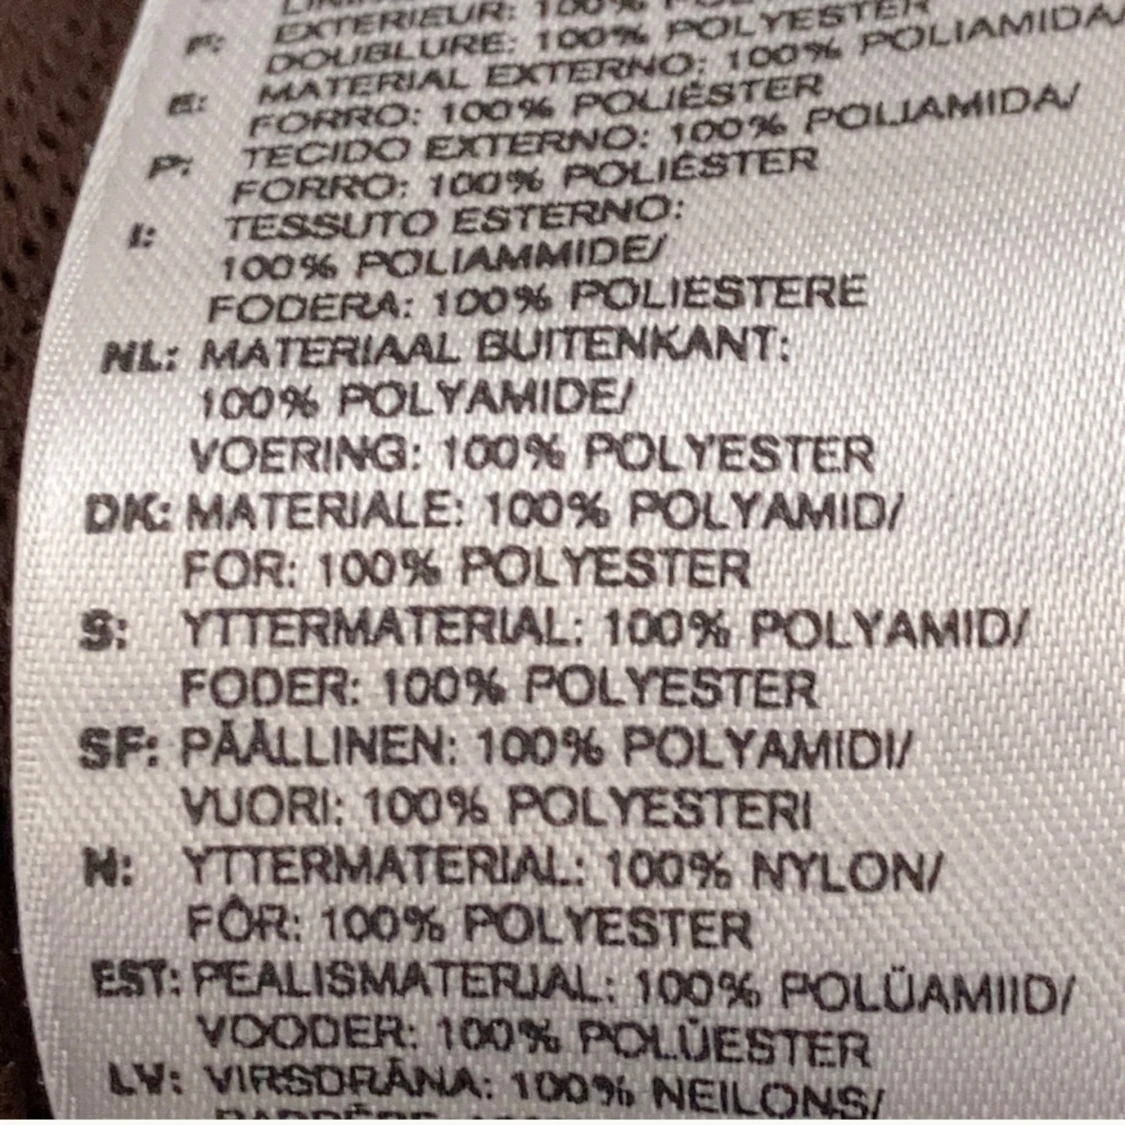 F: EXTERIEUR: 100%
DOUBLURE: 100% POLYESTER
E: MATERIAL EXTERNO: 100% POLIAMIDA/
FORRO: 100% POLIÉSTER
P: TECIDO EXTERNO: 100% POLIAMIDA/
FORRO: 100% POLIÉSTER
I: TESSUTO ESTERNO:
100% POLIAMMIDE/
FODERA: 100% POLIESTERE
NL: MATERIAAL BUITENKANT:
100% POLYAMIDE/
VOERING: 100% POLYESTER
DK: MATERIALE: 100% POLYAMID/
FOR: 100% POLYESTER
S: YTTERMATERIAL: 100% POLYAMID/
FODER: 100% POLYESTER
SF: PÄÄLLINEN: 100% POLYAMIDI/
VUORI: 100% POLYESTERI
N: YTTERMATERIAL: 100% NYLON/
FÔR: 100% POLYESTER
EST: PEALISMATERJAL: 100% POLÜAMIID/
VOODER: 100% POLÜESTER
LV: VIRSDRĀNA: 100% NEILONS/